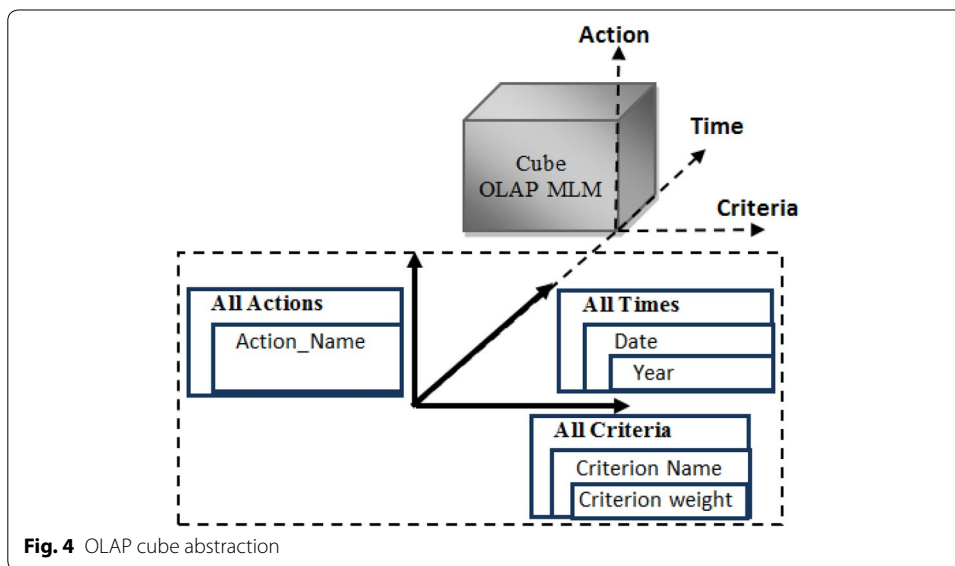 Action
Time
Cube
OLAP MLM
Criteria
All Actions
Action_Name
All Times
Date
Year
All Criteria
Criterion Name
Criterion weight
Fig. 4 OLAP cube abstraction